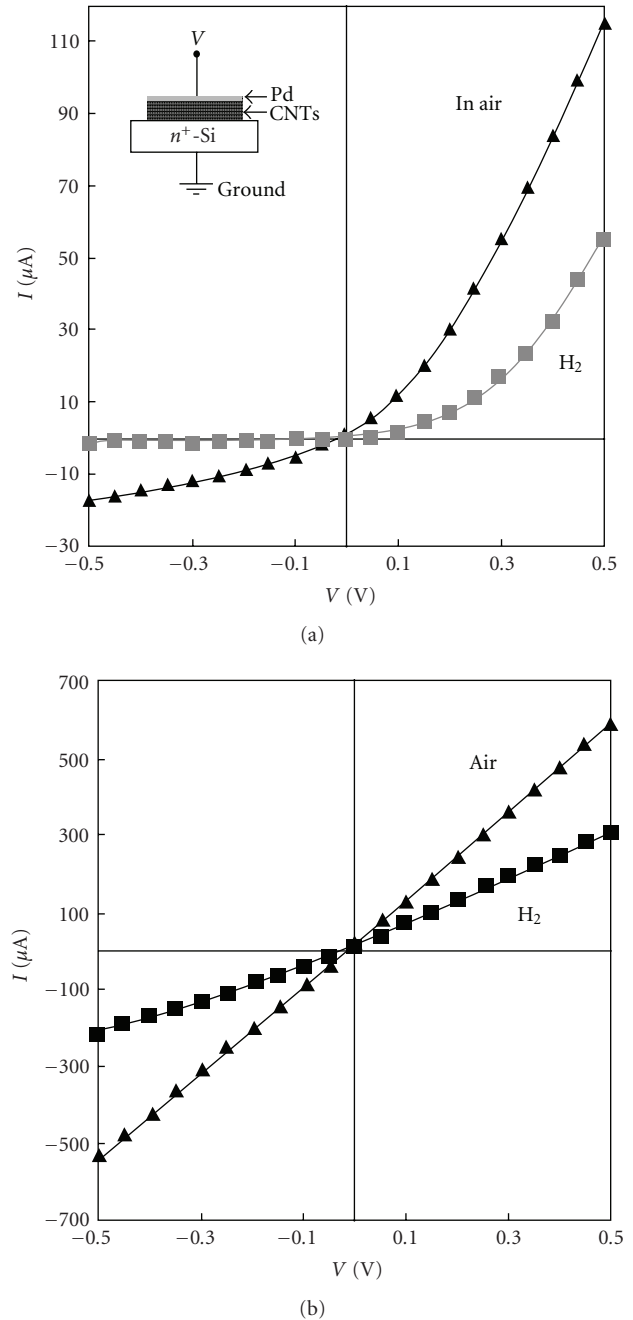 110
90
70
50
30
10
−10
−30
I (μA)
V
Pd
CNTs
n⁺-Si
Ground
In air
H₂
−0.5
−0.3
−0.1
0.1
0.3
0.5
V (V)
(a)
700
500
300
100
−100
−300
−500
−700
I (μA)
Air
H₂
−0.5
−0.3
−0.1
0.1
0.3
0.5
V (V)
(b)